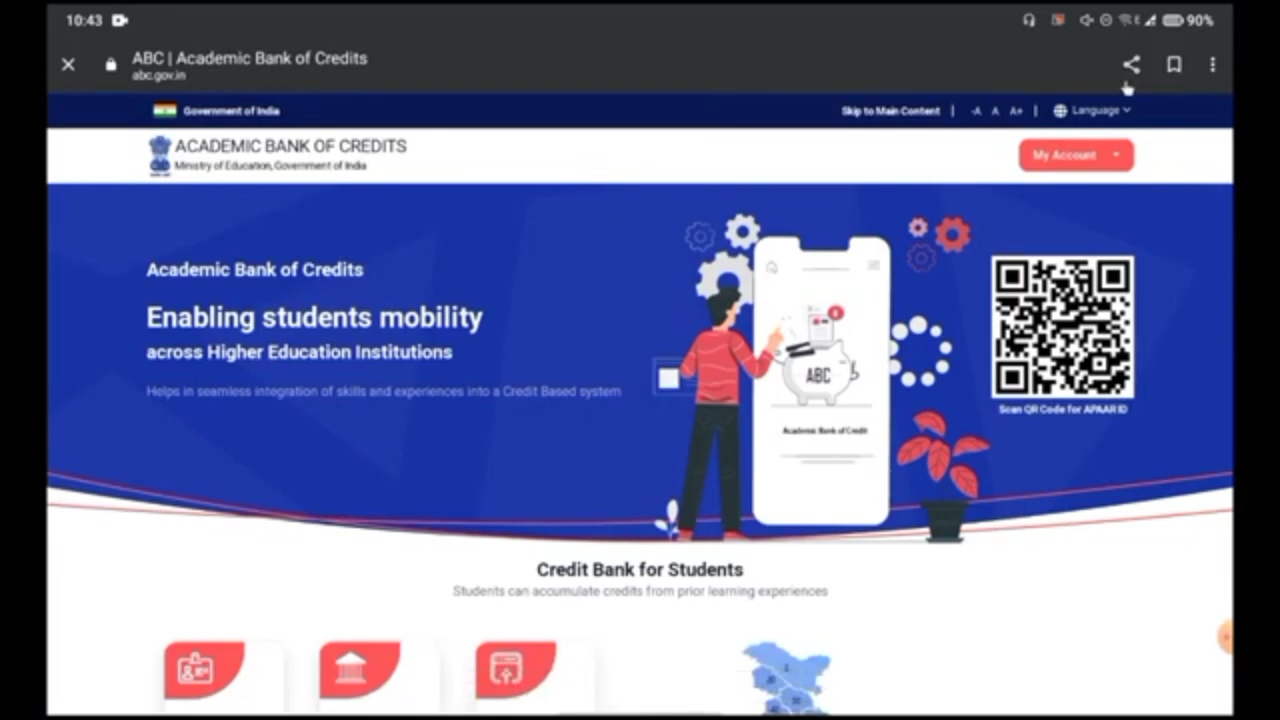 10:43
90%
ABC | Academic Bank of Credits
abc.gov.in
Government of India
Skip to Main Content | -A A A+ | Language
ACADEMIC BANK OF CREDITS
Ministry of Education, Government of India
My Account
Academic Bank of Credits
Enabling students mobility
across Higher Education Institutions
Helps in seamless integration of skills and experiences into a Credit Based system
ABC
Academic Bank of Credit
Scan QR Code for APAAR ID
Credit Bank for Students
Students can accumulate credits from prior learning experiences